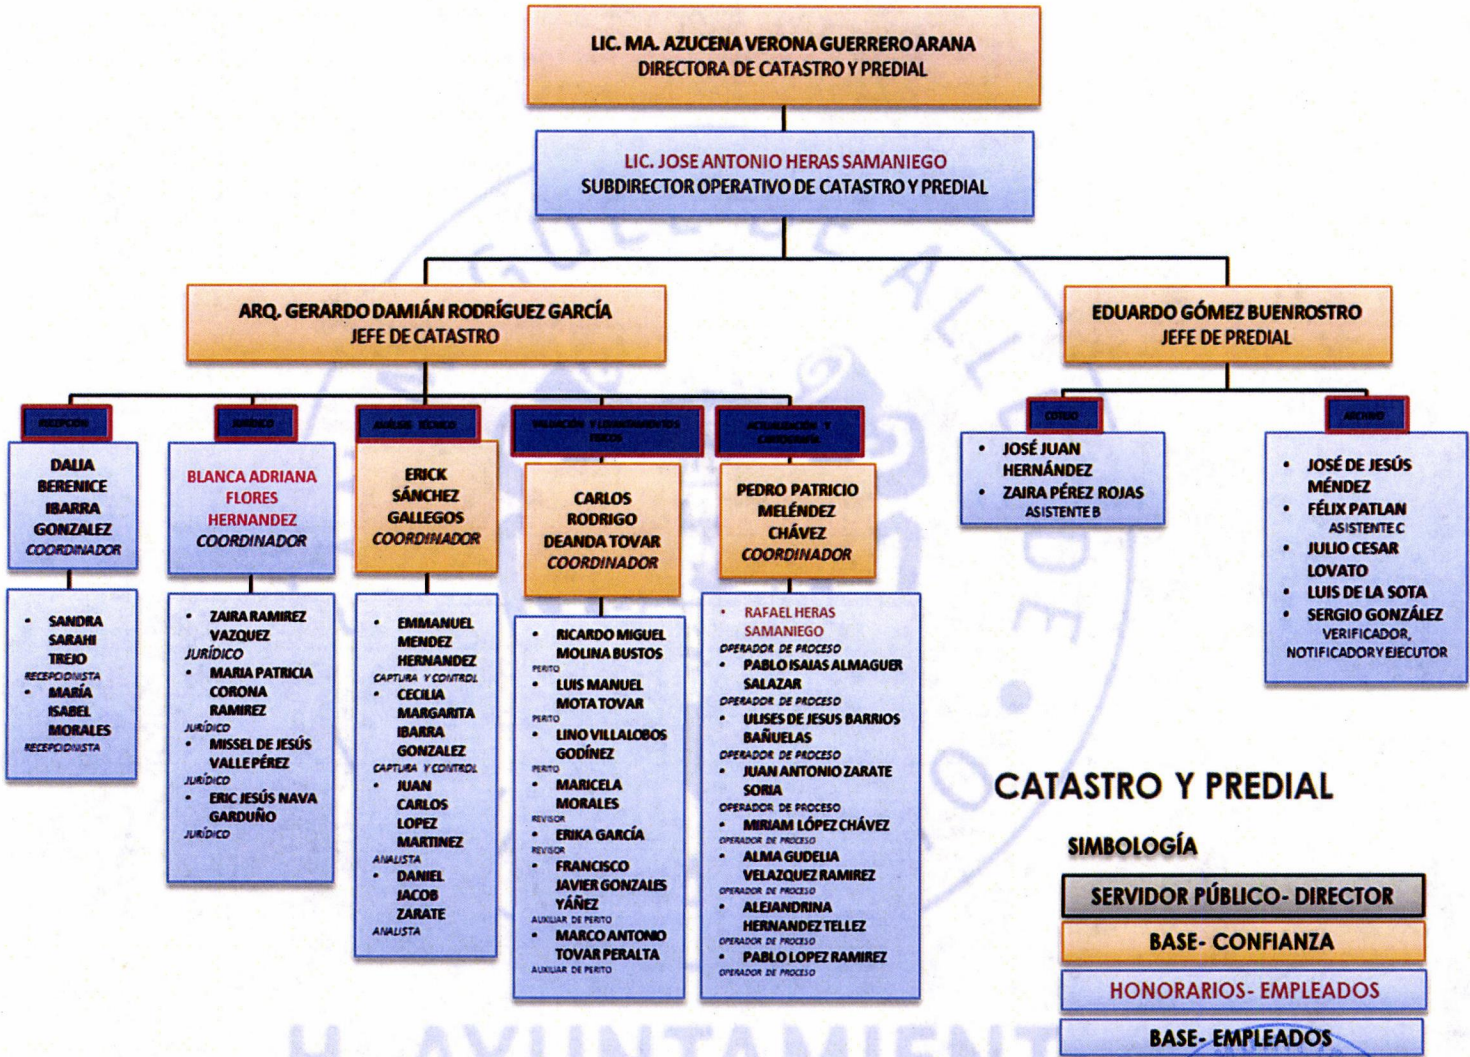 LIC. MA. AZUCENA VERONA GUERRERO ARANA
DIRECTORA DE CATASTRO Y PREDIAL
LIC. JOSE ANTONIO HERAS SAMANIEGO
SUBDIRECTOR OPERATIVO DE CATASTRO Y PREDIAL
ARQ. GERARDO DAMIÁN RODRÍGUEZ GARCÍA
JEFE DE CATASTRO
EDUARDO GÓMEZ BUENROSTRO
JEFE DE PREDIAL
RECEPCIÓN
DALIA
BERENICE
IBARRA
GONZALEZ
COORDINADOR
• SANDRA
SARAHI
TREJO
RECEPCIONISTA
• MARÍA
ISABEL
MORALES
RECEPCIONISTA
JURÍDICO
BLANCA ADRIANA
FLORES
HERNANDEZ
COORDINADOR
• ZAIRA RAMIREZ
VAZQUEZ
JURÍDICO
• MARIA PATRICIA
CORONA
RAMIREZ
JURÍDICO
• MISSEL DE JESÚS
VALLE PÉREZ
JURÍDICO
• ERIC JESÚS NAVA
GARDUÑO
JURÍDICO
ANÁLISIS TÉCNICO
ERICK
SÁNCHEZ
GALLEGOS
COORDINADOR
• EMMANUEL
MENDEZ
HERNANDEZ
CAPTURA Y CONTROL
• CECILIA
MARGARITA
IBARRA
GONZALEZ
CAPTURA Y CONTROL
• JUAN
CARLOS
LOPEZ
MARTINEZ
ANALISTA
• DANIEL
JACOB
ZARATE
ANALISTA
VALUACIÓN Y LEVANTAMIENTOS
FISICOS
CARLOS
RODRIGO
DEANDA TOVAR
COORDINADOR
• RICARDO MIGUEL
MOLINA BUSTOS
PERITO
• LUIS MANUEL
MOTA TOVAR
PERITO
• LINO VILLALOBOS
GODÍNEZ
PERITO
• MARICELA
MORALES
REVISOR
• ERIKA GARCÍA
REVISOR
• FRANCISCO
JAVIER GONZALES
YÁÑEZ
AUXILIAR DE PERITO
• MARCO ANTONIO
TOVAR PERALTA
AUXILIAR DE PERITO
ACTUALIZACIÓN Y
CARTOGRAFÍA
PEDRO PATRICIO
MELÉNDEZ
CHÁVEZ
COORDINADOR
• RAFAEL HERAS
SAMANIEGO
OPERADOR DE PROCESO
• PABLO ISAIAS ALMAGUER
SALAZAR
OPERADOR DE PROCESO
• ULISES DE JESUS BARRIOS
BAÑUELAS
OPERADOR DE PROCESO
• JUAN ANTONIO ZARATE
SORIA
OPERADOR DE PROCESO
• MIRIAM LÓPEZ CHÁVEZ
OPERADOR DE PROCESO
• ALMA GUDELIA
VELAZQUEZ RAMIREZ
OPERADOR DE PROCESO
• ALEJANDRINA
HERNANDEZ TELLEZ
OPERADOR DE PROCESO
• PABLO LOPEZ RAMIREZ
OPERADOR DE PROCESO
COTEJO
• JOSÉ JUAN
HERNÁNDEZ
• ZAIRA PÉREZ ROJAS
ASISTENTE B
ARCHIVO
• JOSÉ DE JESÚS
MÉNDEZ
• FÉLIX PATLAN
ASISTENTE C
• JULIO CESAR
LOVATO
• LUIS DE LA SOTA
• SERGIO GONZÁLEZ
VERIFICADOR,
NOTIFICADOR Y EJECUTOR
CATASTRO Y PREDIAL
SIMBOLOGÍA
SERVIDOR PÚBLICO- DIRECTOR
BASE- CONFIANZA
HONORARIOS- EMPLEADOS
BASE- EMPLEADOS
MIGUEL DE ALLENDE
H. AYUNTAMIENT